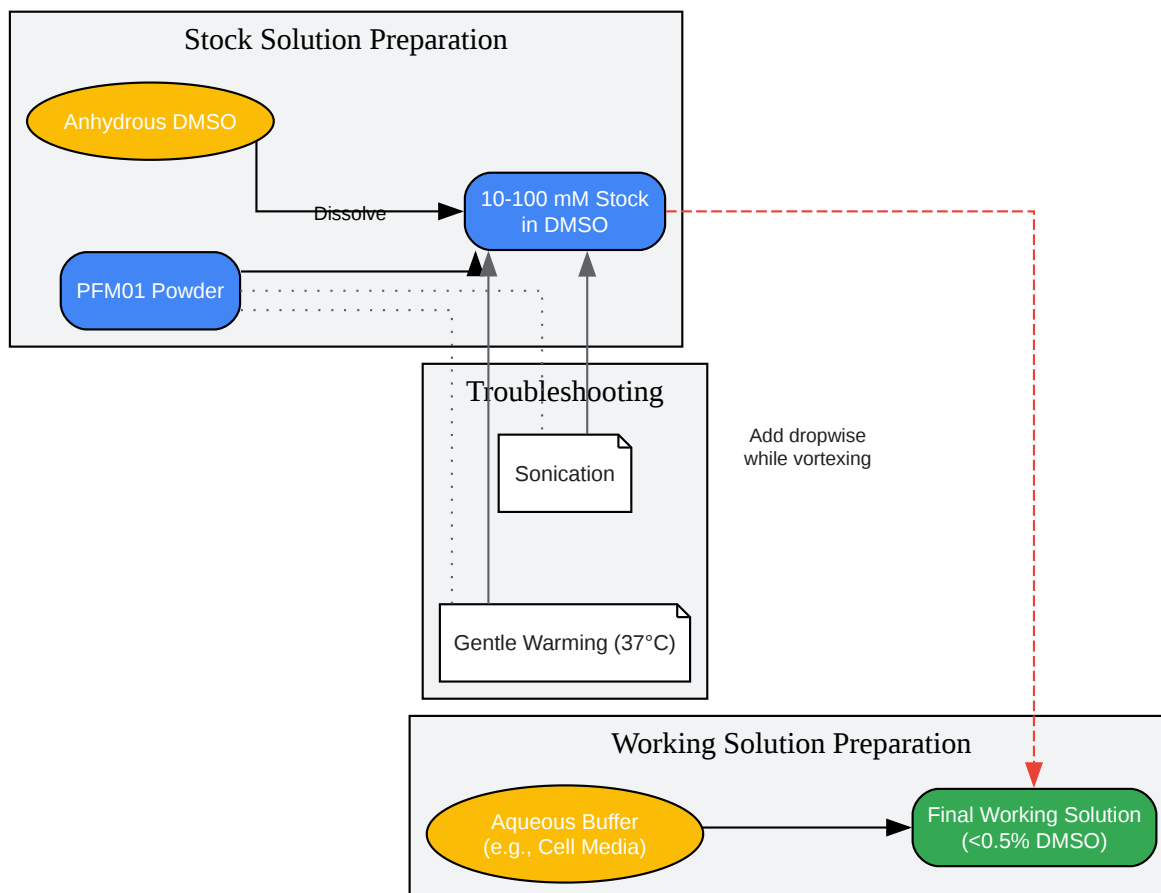 Stock Solution Preparation
Anhydrous DMSO
Dissolve
10-100 mM Stock
in DMSO
PFM01 Powder
Troubleshooting
Sonication
Add dropwise
while vortexing
Gentle Warming (37°C)
Working Solution Preparation
Aqueous Buffer
(e.g., Cell Media)
Final Working Solution
(<0.5% DMSO)